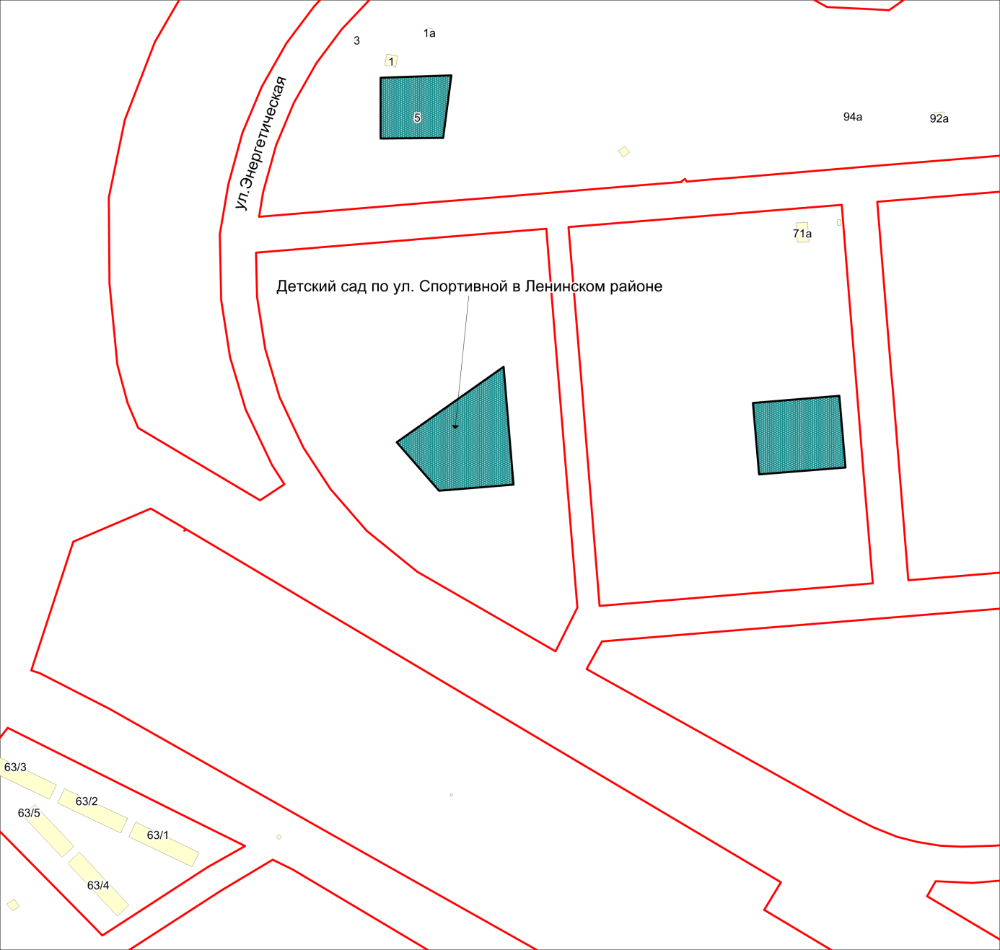 1а
3
1
ул.Энергетическая
5
94а
92а
71а
Детский сад по ул. Спортивной в Ленинском районе
63/3
63/2
63/5
63/1
63/4